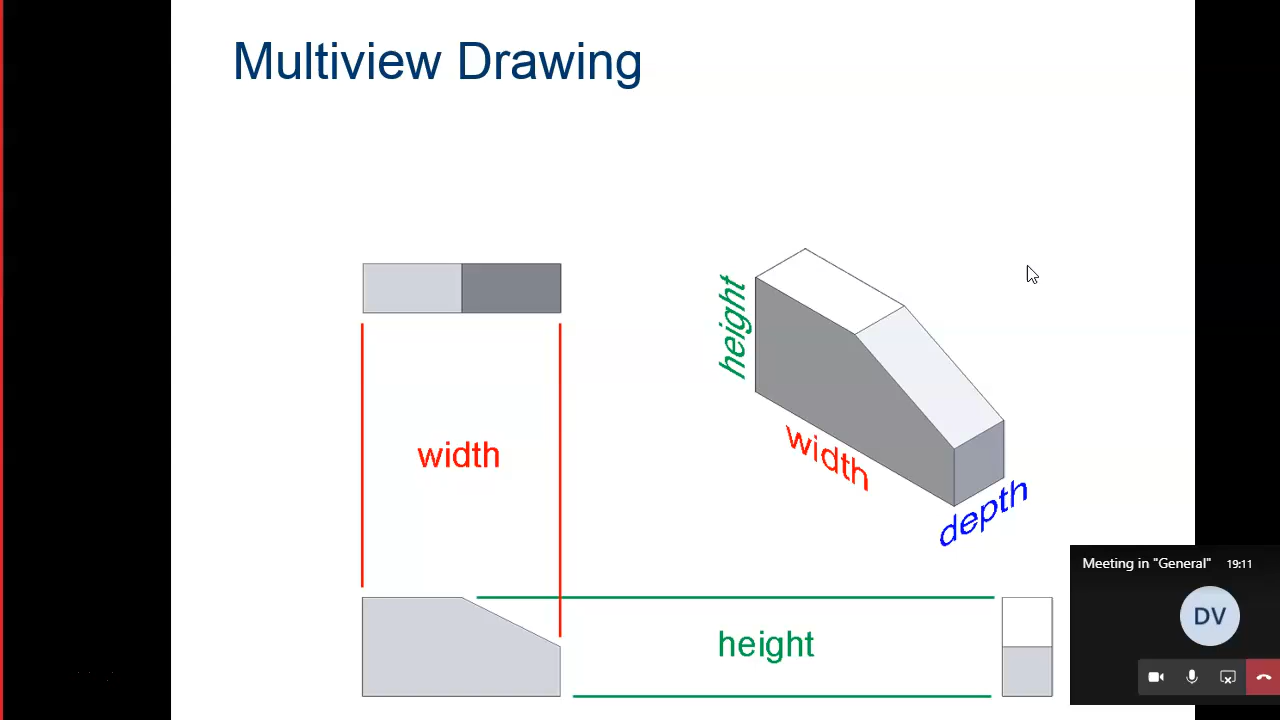 Multiview Drawing
height
width
width
depth
Meeting in "General" 19:11
DV
height